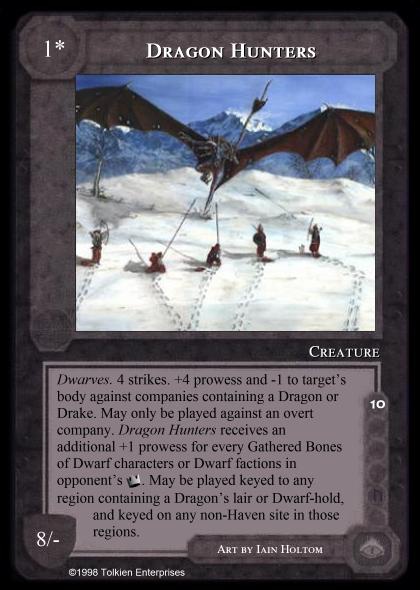 1*
DRAGON HUNTERS
CREATURE
Dwarves. 4 strikes. +4 prowess and -1 to target's
body against companies containing a Dragon or
Drake. May only be played against an overt
company. Dragon Hunters receives an
additional +1 prowess for every Gathered Bones
of Dwarf characters or Dwarf factions in
opponent's . May be played keyed to any
region containing a Dragon's lair or Dwarf-hold,
and keyed on any non-Haven site in those
regions.
10
8/-
ART BY IAIN HOLTOM
©1998 Tolkien Enterprises